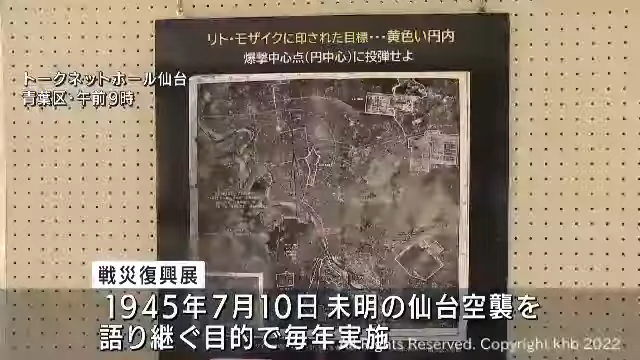 リト・モザイクに印された目標・・・黄色い円内
爆撃中心点(円中心)に投弾せよ
トークネットホール仙台
青葉区・午前9時
戦災復興展
1945年7月10日 未明の仙台空襲を
語り継ぐ目的で毎年実施
ts Reserved. Copyright khb 2022